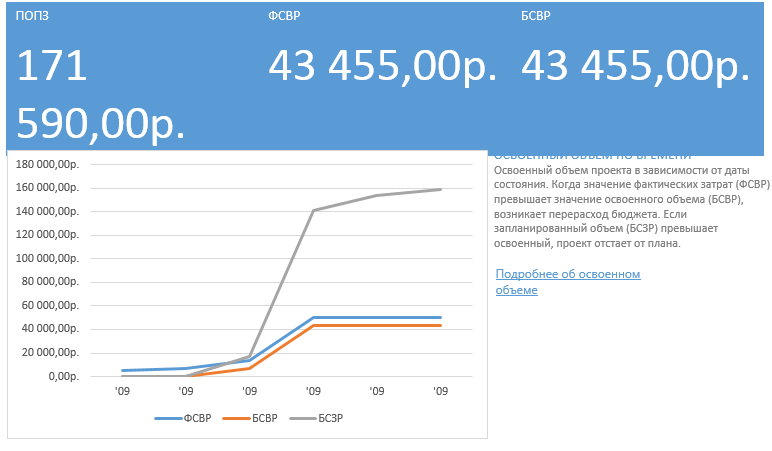 ПОПЗ
ФСВР
БСВР
171
590,00р.
43 455,00р.
43 455,00р.
180 000,00р.
160 000,00р.
140 000,00р.
120 000,00р.
100 000,00р.
80 000,00р.
60 000,00р.
40 000,00р.
20 000,00р.
0,00р.
'09
'09
'09
'09
'09
'09
ФСВР
БСВР
БСЗР
ОСВОЕННЫЙ ОБЪЕМ ПО ВРЕМЕНИ
Освоенный объем проекта в зависимости от даты
состояния. Когда значение фактических затрат (ФСВР)
превышает значение освоенного объема (БСВР),
возникает перерасход бюджета. Если
запланированный объем (БСЗР) превышает
освоенный, проект отстает от плана.
Подробнее об освоенном
объеме